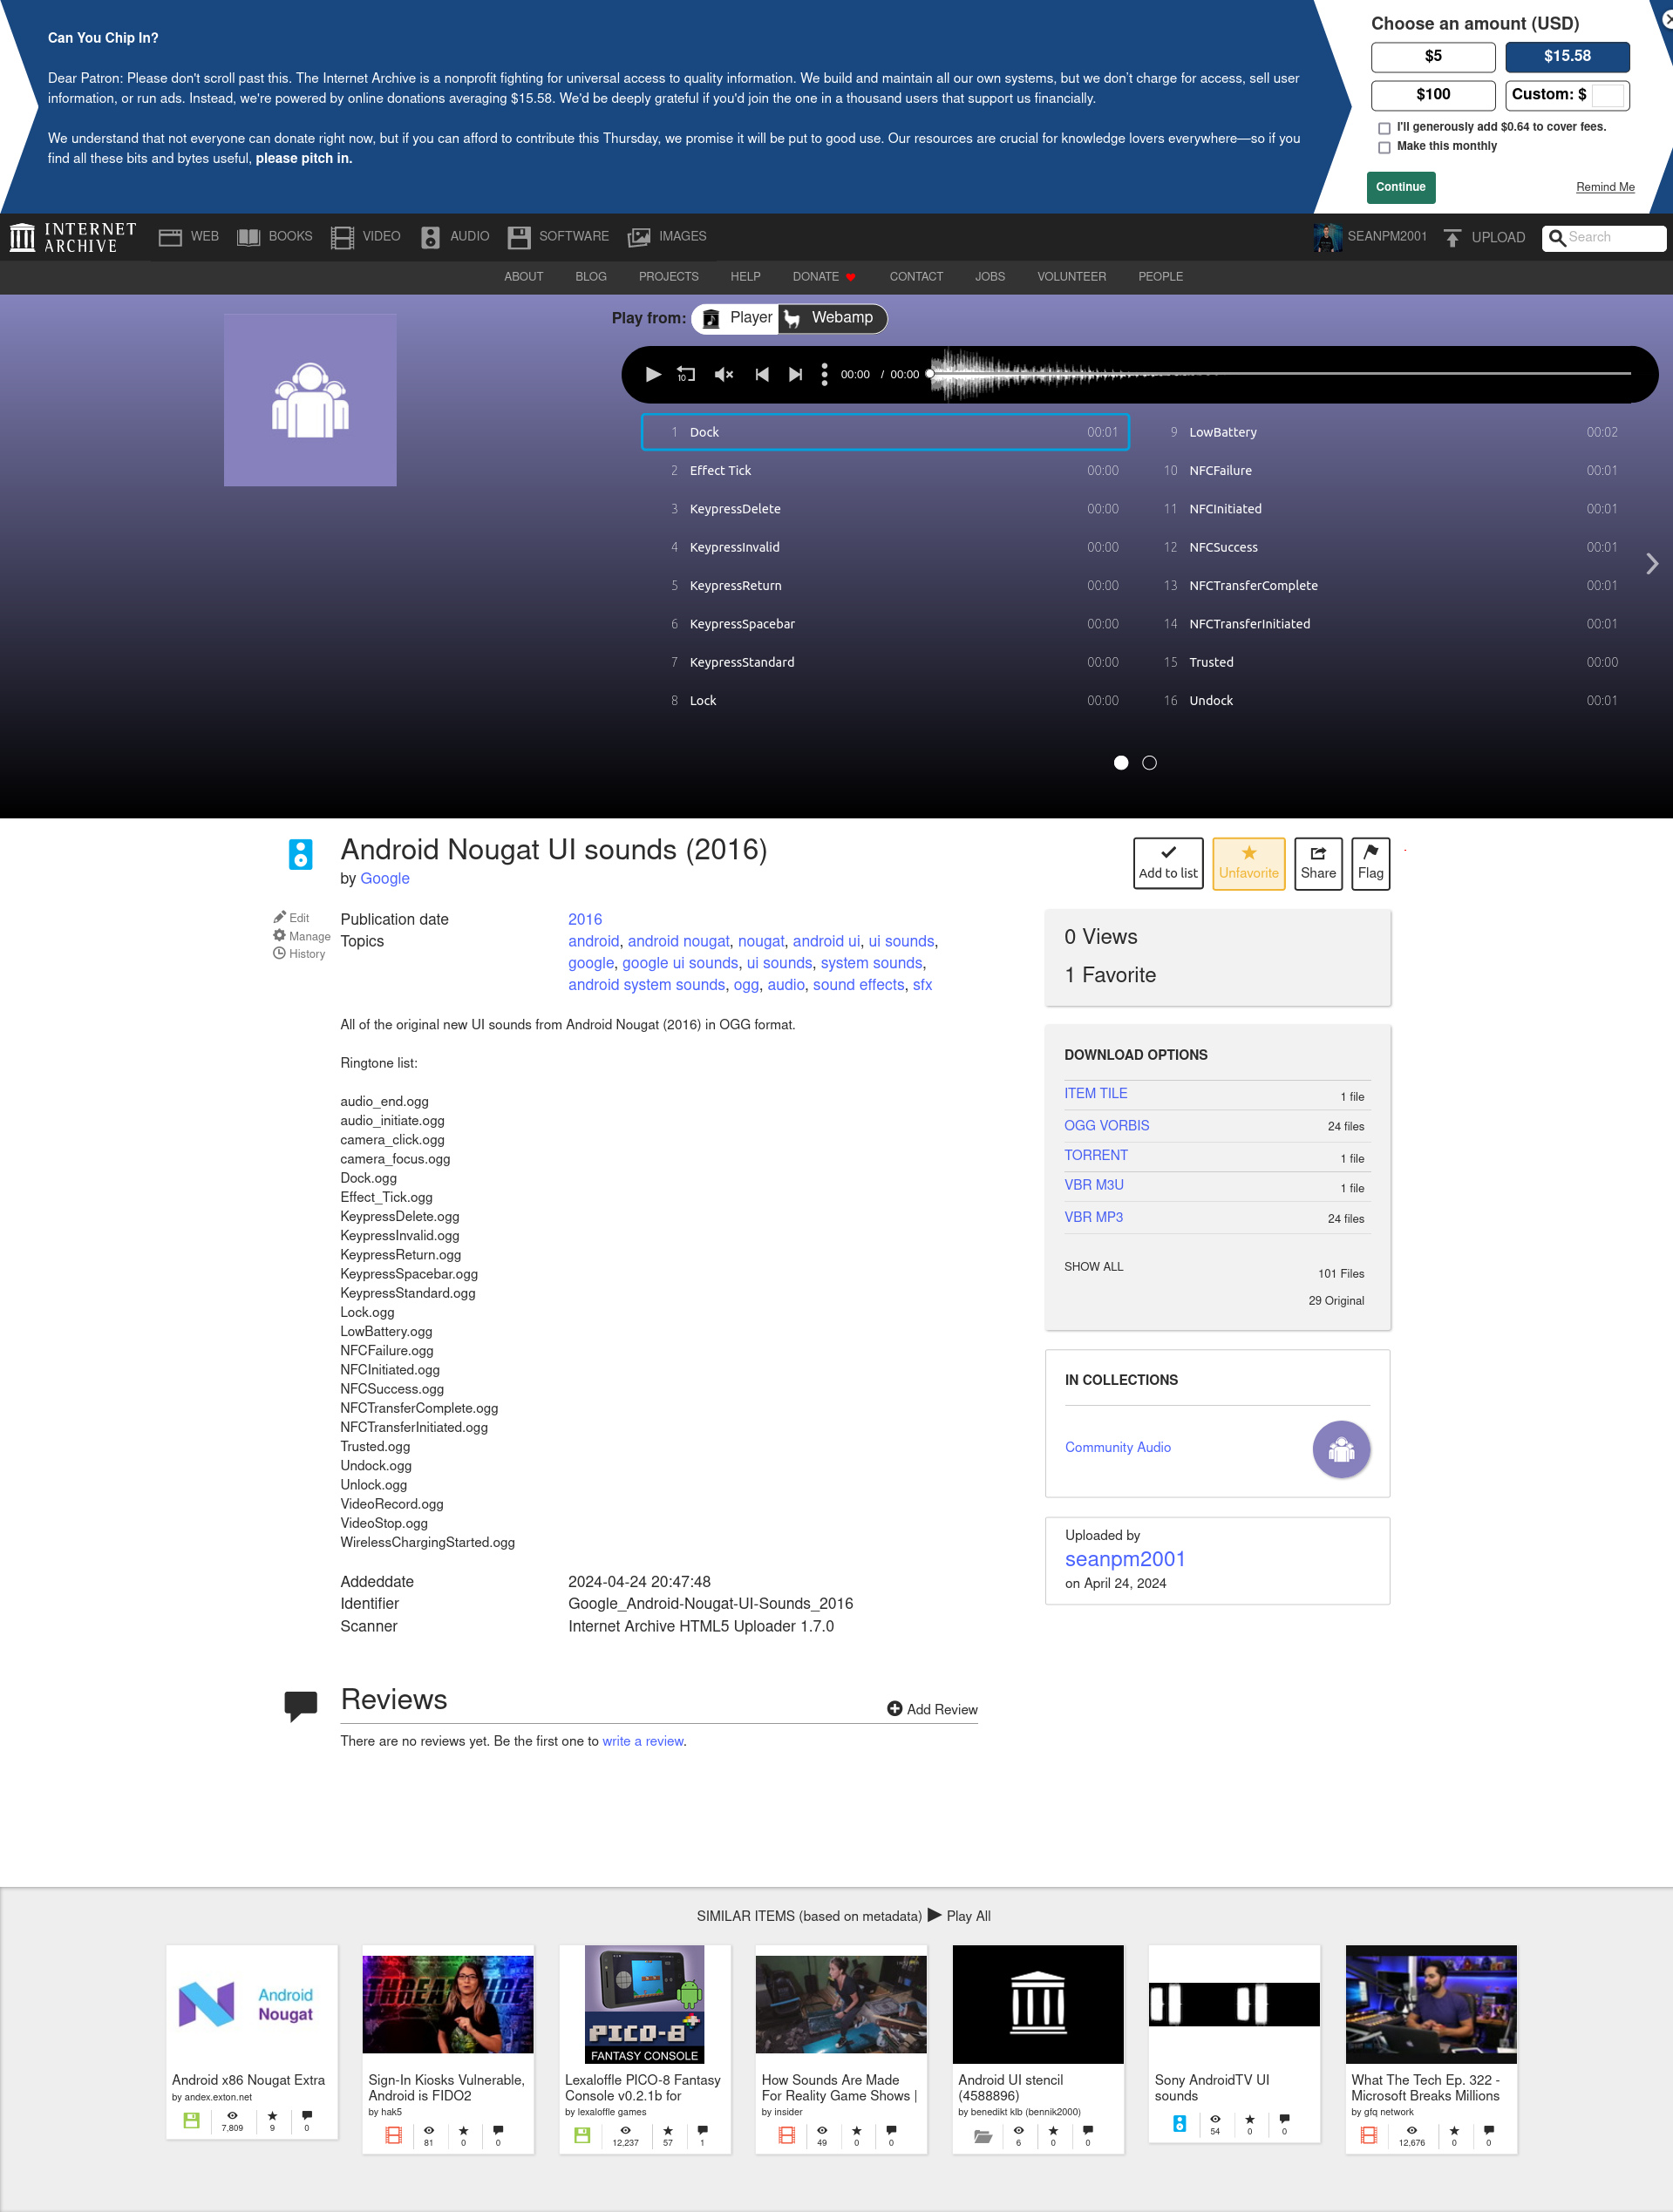 Can You Chip In?
Dear Patron: Please don't scroll past this. The Internet Archive is a nonprofit fighting for universal access to quality information. We build and maintain all our own systems, but we don't charge for access, sell user
information, or run ads. Instead, we're powered by online donations averaging $15.58. We'd be deeply grateful if you'd join the one in a thousand users that support us financially.
We understand that not everyone can donate right now, but if you can afford to contribute this Thursday, we promise it will be put to good use. Our resources are crucial for knowledge lovers everywhere—so if you
find all these bits and bytes useful, please pitch in.
Choose an amount (USD)
$5
$15.58
$100
Custom: $
I'll generously add $0.64 to cover fees.
Make this monthly
Continue
Remind Me
INTERNET ARCHIVE
WEB
BOOKS
VIDEO
AUDIO
SOFTWARE
IMAGES
SEANPM2001
UPLOAD
Search
ABOUT
BLOG
PROJECTS
HELP
DONATE
CONTACT
JOBS
VOLUNTEER
PEOPLE
Play from:
Player
Webamp
10
00:00 / 00:00
1 Dock 00:01
2 Effect Tick 00:00
3 KeypressDelete 00:00
4 KeypressInvalid 00:00
5 KeypressReturn 00:00
6 KeypressSpacebar 00:00
7 KeypressStandard 00:00
8 Lock 00:00
9 LowBattery 00:02
10 NFCFailure 00:01
11 NFCInitiated 00:01
12 NFCSuccess 00:01
13 NFCTransferComplete 00:01
14 NFCTransferInitiated 00:01
15 Trusted 00:00
16 Undock 00:01
Android Nougat UI sounds (2016)
by Google
Add to list
Unfavorite
Share
Flag
Edit
Manage
History
Publication date 2016
Topics android, android nougat, nougat, android ui, ui sounds,
google, google ui sounds, ui sounds, system sounds,
android system sounds, ogg, audio, sound effects, sfx
All of the original new UI sounds from Android Nougat (2016) in OGG format.
Ringtone list:
audio_end.ogg
audio_initiate.ogg
camera_click.ogg
camera_focus.ogg
Dock.ogg
Effect_Tick.ogg
KeypressDelete.ogg
KeypressInvalid.ogg
KeypressReturn.ogg
KeypressSpacebar.ogg
KeypressStandard.ogg
Lock.ogg
LowBattery.ogg
NFCFailure.ogg
NFCInitiated.ogg
NFCSuccess.ogg
NFCTransferComplete.ogg
NFCTransferInitiated.ogg
Trusted.ogg
Undock.ogg
Unlock.ogg
VideoRecord.ogg
VideoStop.ogg
WirelessChargingStarted.ogg
Addeddate 2024-04-24 20:47:48
Identifier Google_Android-Nougat-UI-Sounds_2016
Scanner Internet Archive HTML5 Uploader 1.7.0
0 Views
1 Favorite
DOWNLOAD OPTIONS
ITEM TILE 1 file
OGG VORBIS 24 files
TORRENT 1 file
VBR M3U 1 file
VBR MP3 24 files
SHOW ALL 101 Files
29 Original
IN COLLECTIONS
Community Audio
Uploaded by
seanpm2001
on April 24, 2024
Reviews
Add Review
There are no reviews yet. Be the first one to write a review.
SIMILAR ITEMS (based on metadata) Play All
Android
Nougat
Android x86 Nougat Extra
by andex.exton.net
7,809 9 0
THREAT WIRE
Sign-In Kiosks Vulnerable,
Android is FIDO2
by hak5
81 0 0
PICO-8
FANTASY CONSOLE
Lexaloffle PICO-8 Fantasy
Console v0.2.1b for
by lexaloffle games
12,237 57 1
How Sounds Are Made
For Reality Game Shows |
by insider
49 0 0
Android UI stencil
(4588896)
by benedikt klb (bennik2000)
6 0 0
Sony AndroidTV UI
sounds
54 0 0
What The Tech Ep. 322 -
Microsoft Breaks Millions
by gfq network
12,676 0 0